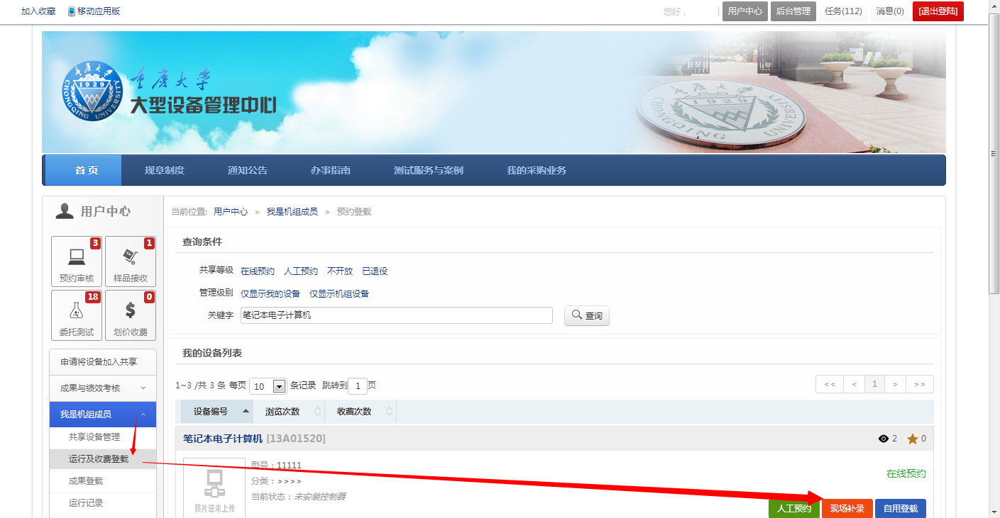 加入收藏 移动应用版 您好， 用户中心 后台管理 任务(112) 消息(0) [退出登陆]
重庆大学
大型设备管理中心
重庆大学
1929
CHONGQING UNIVERSITY
重庆大学
1929
CHONGQING UNIVERSITY
首 页 规章制度 通知公告 办事指南 测试服务与案例 我的采购业务
用户中心
3 1
预约审核 样品接收
18 0
委托测试 划价收费
申请将设备加入共享
成果与绩效考核
我是机组成员
共享设备管理
运行及收费登载
成果登载
运行记录
当前位置: 用户中心 > 我是机组成员 > 预约登载
查询条件
共享等级 在线预约 人工预约 不开放 已退役
管理级别 仅显示我的设备 仅显示机组设备
关键字 笔记本电子计算机 查询
我的设备列表
1~3 /共 3 条 每页 10 条记录 跳转到 1 页 << < 1 > >>
设备编号 浏览次数 收藏次数
笔记本电子计算机 [13A01520] 2 0
型号：11111
分类：>>>>
当前状态：未安装控制器
照片还未上传
在线预约
人工预约 现场补录 自用登载